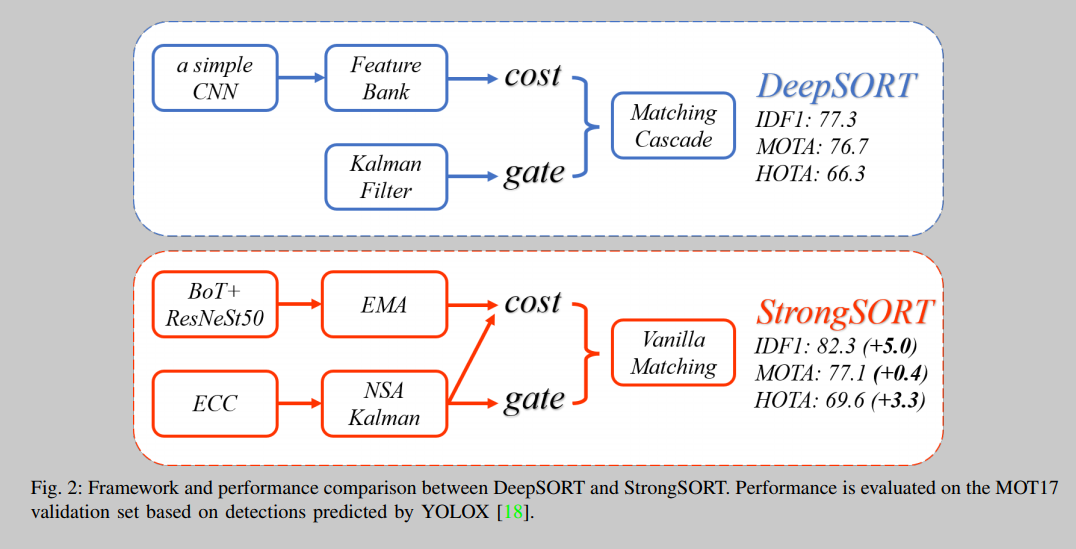 a simple
CNN
Feature
Bank
cost
Kalman
Filter
gate
Matching
Cascade
DeepSORT
IDF1: 77.3
MOTA: 76.7
HOTA: 66.3
BoT+
ResNeSt50
EMA
cost
ECC
NSA
Kalman
gate
Vanilla
Matching
StrongSORT
IDF1: 82.3 (+5.0)
MOTA: 77.1 (+0.4)
HOTA: 69.6 (+3.3)
Fig. 2: Framework and performance comparison between DeepSORT and StrongSORT. Performance is evaluated on the MOT17
validation set based on detections predicted by YOLOX [18].